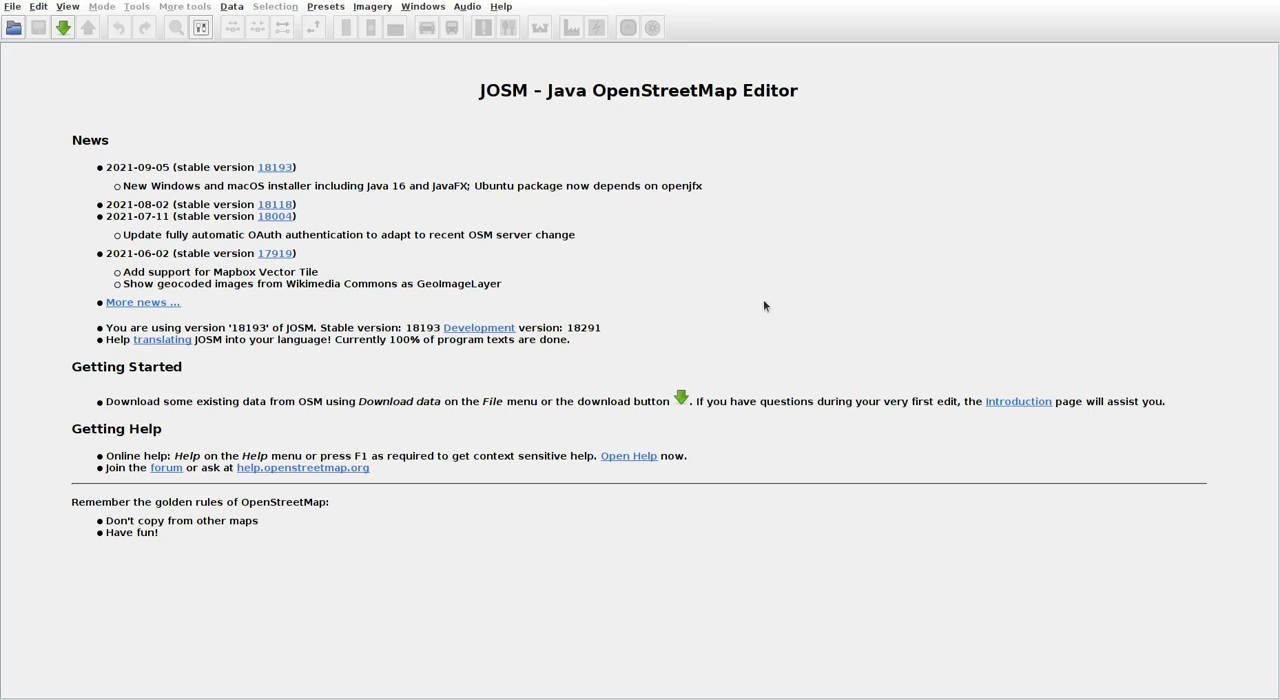 File Edit View Mode Tools More tools Data Selection Presets Imagery Windows Audio Help
JOSM – Java OpenStreetMap Editor
News
2021-09-05 (stable version 18193)
New Windows and macOS installer including Java 16 and JavaFX; Ubuntu package now depends on openjfx
2021-08-02 (stable version 18118)
2021-07-11 (stable version 18004)
Update fully automatic OAuth authentication to adapt to recent OSM server change
2021-06-02 (stable version 17919)
Add support for Mapbox Vector Tile
Show geocoded images from Wikimedia Commons as GeoImageLayer
More news ...
You are using version '18193' of JOSM. Stable version: 18193 Development version: 18291
Help translating JOSM into your language! Currently 100% of program texts are done.
Getting Started
Download some existing data from OSM using Download data on the File menu or the download button . If you have questions during your very first edit, the Introduction page will assist you.
Getting Help
Online help: Help on the Help menu or press F1 as required to get context sensitive help. Open Help now.
Join the forum or ask at help.openstreetmap.org
Remember the golden rules of OpenStreetMap:
Don't copy from other maps
Have fun!